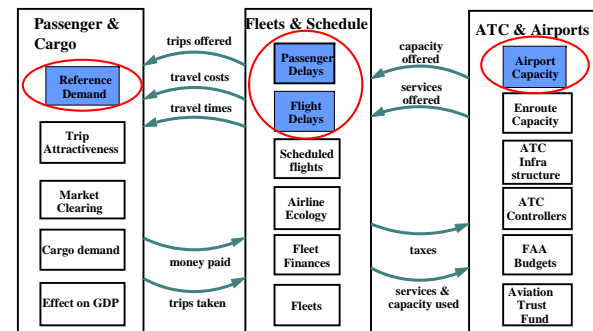 Passenger &
Cargo
Reference
Demand
Trip
Attractiveness
Market
Clearing
Cargo demand
Effect on GDP
trips offered
travel costs
travel times
money paid
trips taken
Fleets & Schedule
Passenger
Delays
Flight
Delays
Scheduled
flights
Airline
Ecology
Fleet
Finances
Fleets
capacity
offered
services
offered
taxes
services &
capacity used
ATC & Airports
Airport
Capacity
Enroute
Capacity
ATC
Infra
structure
ATC
Controllers
FAA
Budgets
Aviation
Trust
Fund